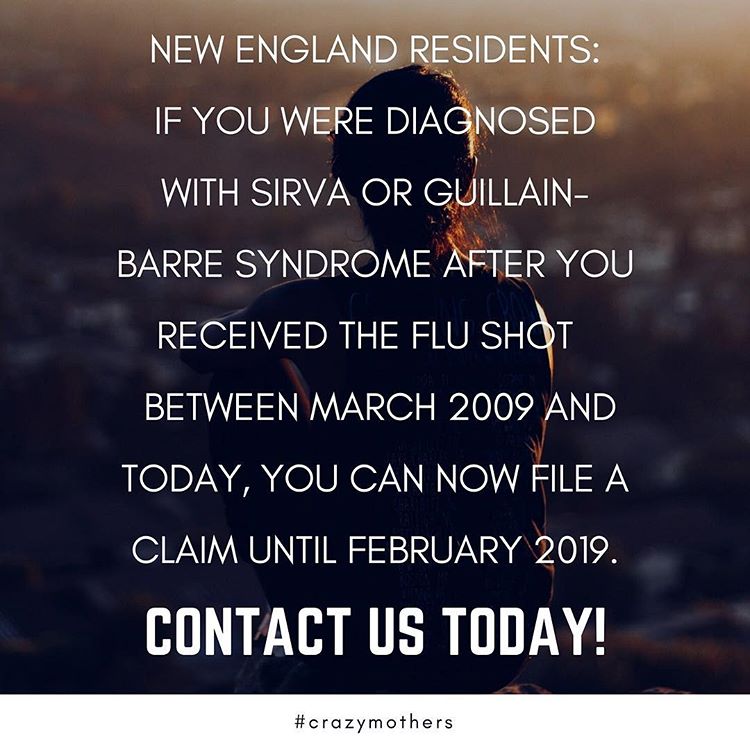 NEW ENGLAND RESIDENTS:
IF YOU WERE DIAGNOSED
WITH SIRVA OR GUILLAIN-
BARRE SYNDROME AFTER YOU
RECEIVED THE FLU SHOT
BETWEEN MARCH 2009 AND
TODAY, YOU CAN NOW FILE A
CLAIM UNTIL FEBRUARY 2019.
CONTACT US TODAY!
#crazymothers